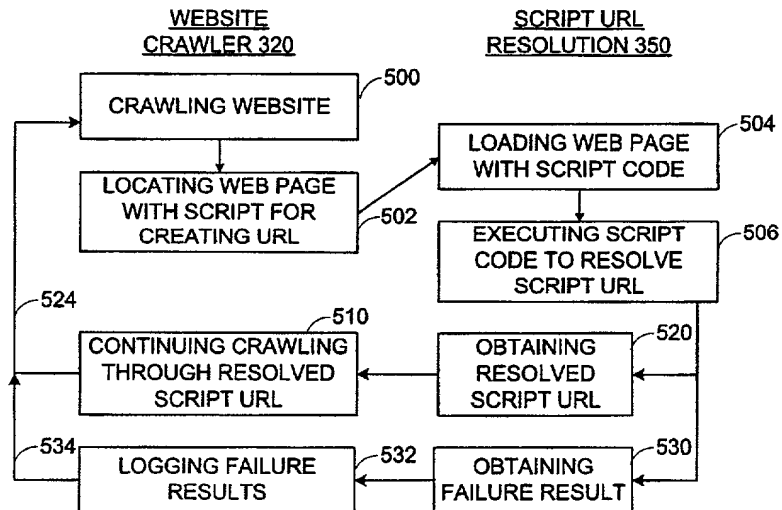 WEBSITE
CRAWLER 320
SCRIPT URL
RESOLUTION 350
500
CRAWLING WEBSITE
504
LOADING WEB PAGE
WITH SCRIPT CODE
LOCATING WEB PAGE
WITH SCRIPT FOR
CREATING URL
502
506
EXECUTING SCRIPT
CODE TO RESOLVE
SCRIPT URL
524
510
CONTINUING CRAWLING
THROUGH RESOLVED
SCRIPT URL
520
OBTAINING
RESOLVED
SCRIPT URL
534
LOGGING FAILURE
RESULTS
532
530
OBTAINING
FAILURE RESULT